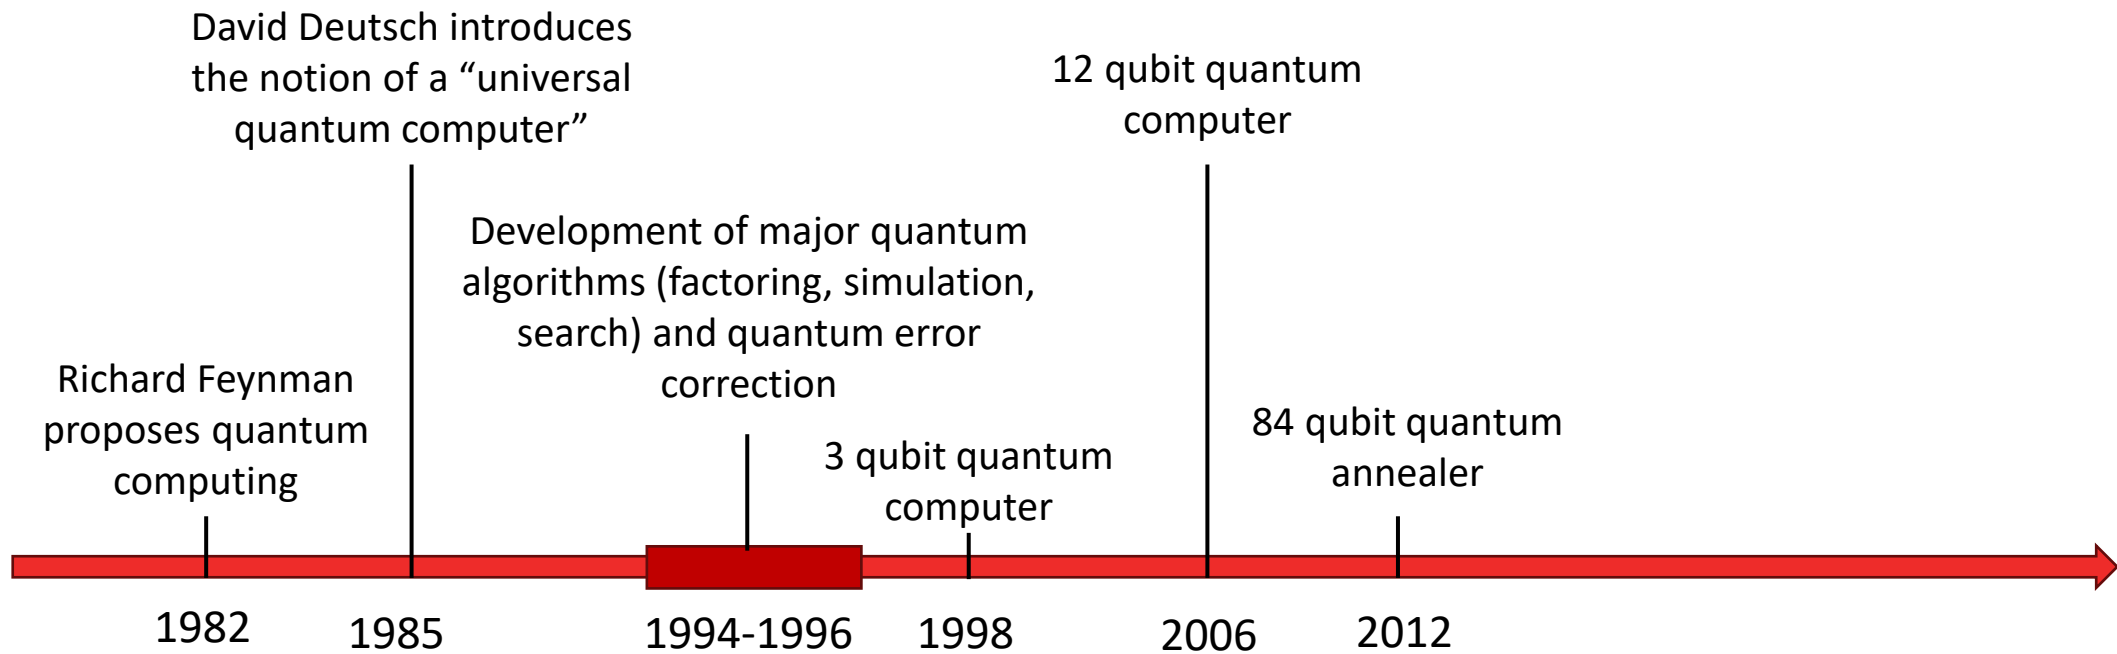 David Deutsch introduces
the notion of a “universal
quantum computer”
12 qubit quantum
computer
Development of major quantum
algorithms (factoring, simulation,
search) and quantum error
correction
Richard Feynman
proposes quantum
computing
3 qubit quantum
computer
84 qubit quantum
annealer
1982
1985
1994-1996
1998
2006
2012